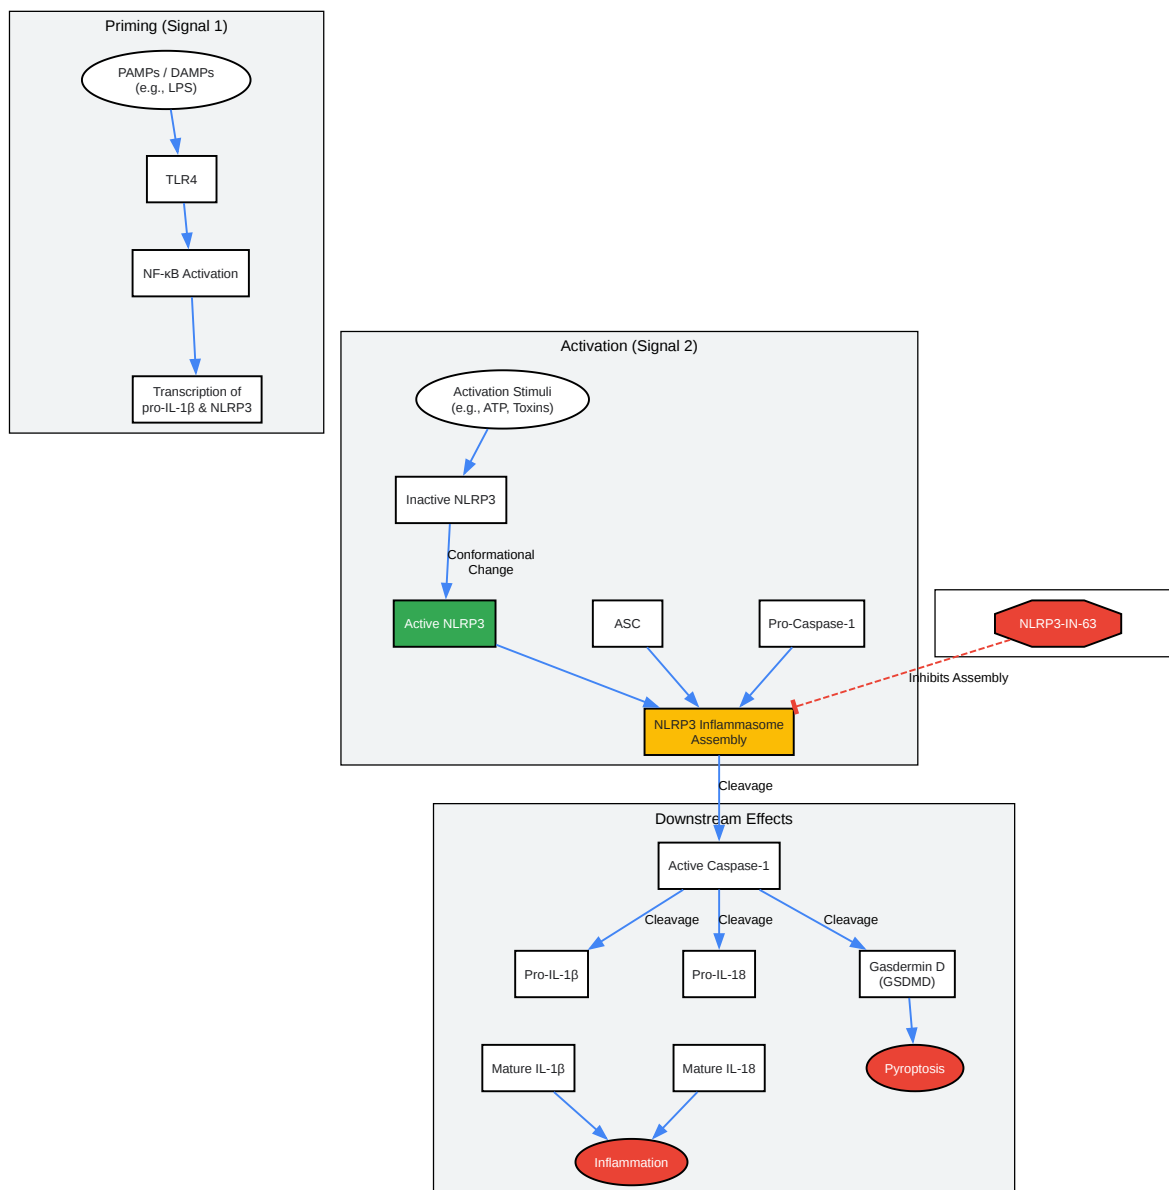 Priming (Signal 1)
PAMPs / DAMPs
(e.g., LPS)
TLR4
NF-κB Activation
Transcription of
pro-IL-1β & NLRP3
Activation (Signal 2)
Activation Stimuli
(e.g., ATP, Toxins)
Inactive NLRP3
Conformational
Change
Active NLRP3
ASC
Pro-Caspase-1
NLRP3-IN-63
Inhibits Assembly
NLRP3 Inflammasome
Assembly
Cleavage
Downstream Effects
Active Caspase-1
Cleavage
Cleavage
Cleavage
Pro-IL-1β
Pro-IL-18
Gasdermin D
(GSDMD)
Mature IL-1β
Mature IL-18
Pyroptosis
Inflammation